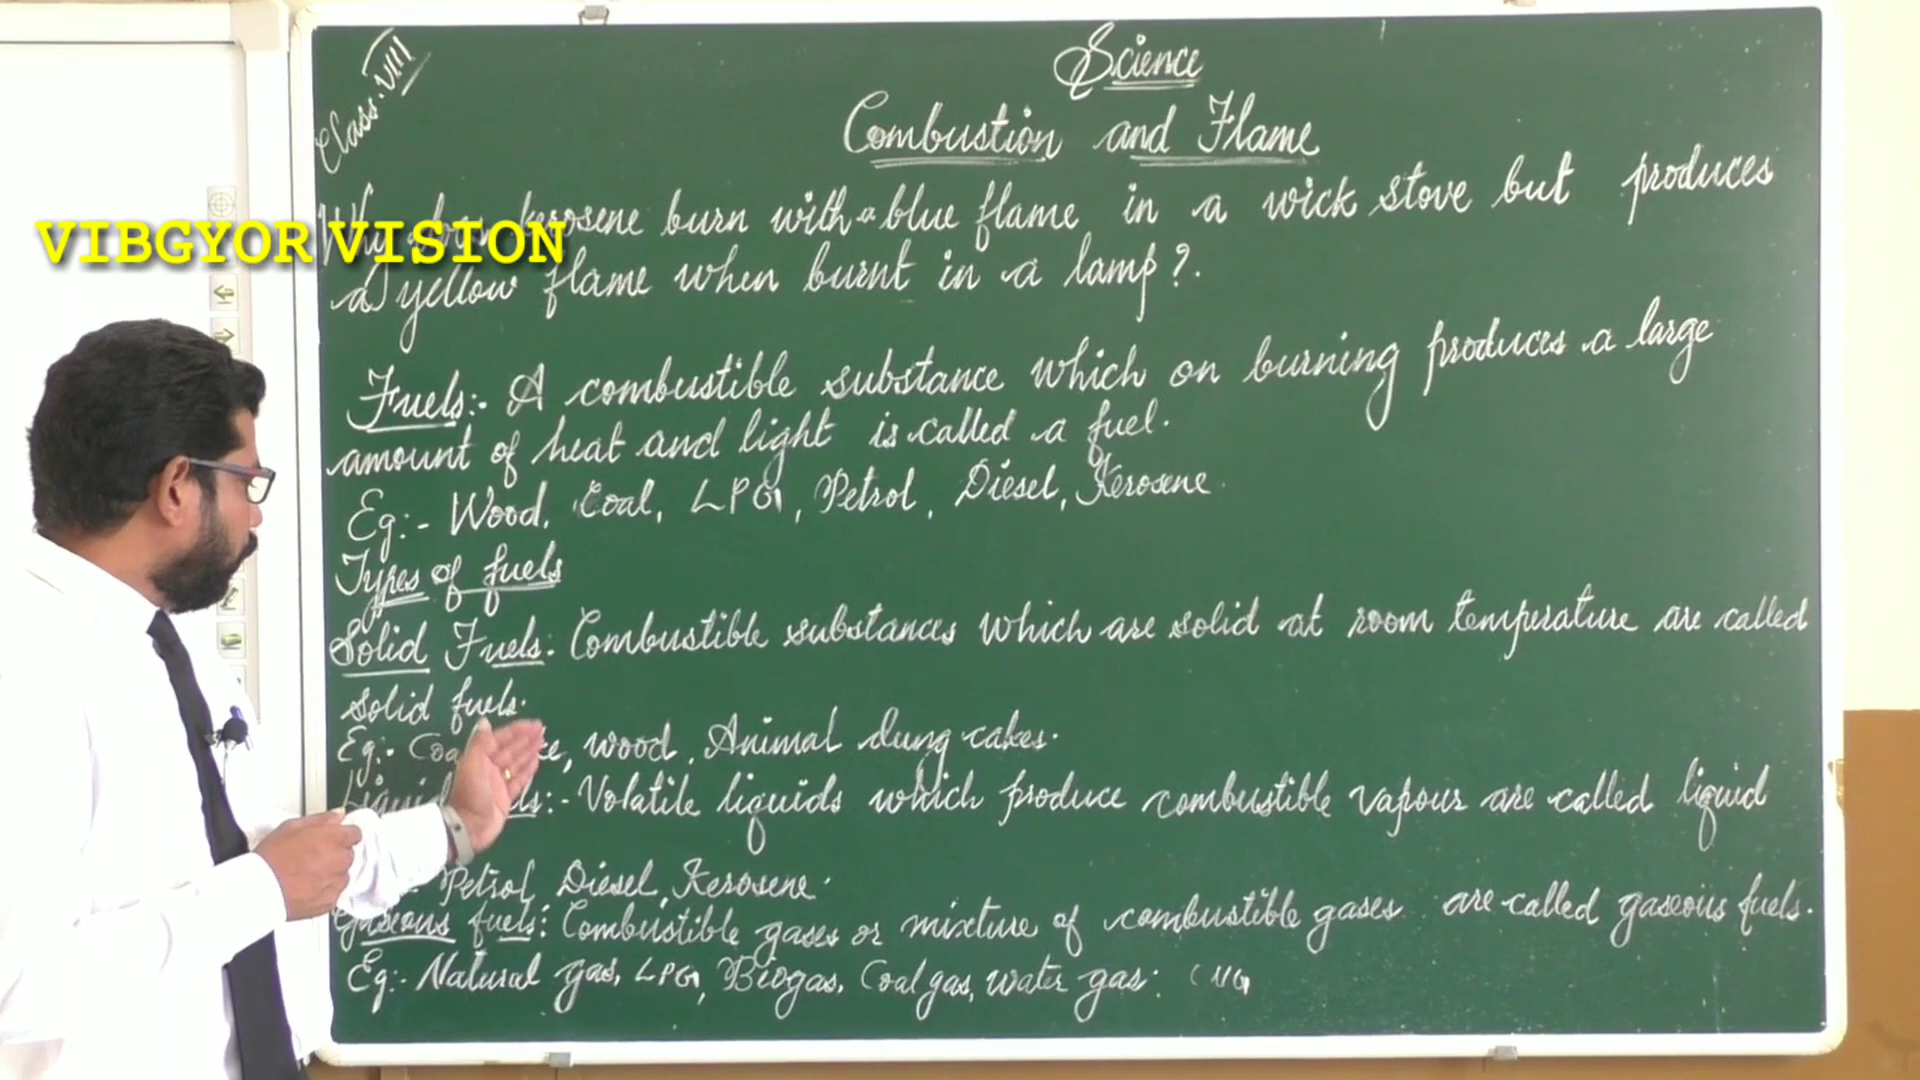 Class: VIII
Science
Combustion and Flame
Why kerosene burn with a blue flame in a wick stove but produces
VIBGYOR VISION
a yellow flame when burnt in a lamp?.
Fuels:- A combustible substance which on burning produces a large
amount of heat and light is called a fuel.
Eg:- Wood, Coal, LPG, Petrol, Diesel, Kerosene
Types of fuels
Solid Fuels: Combustible substances which are solid at room temperature are called
solid fuels.
Eg:- wood, Animal dung cakes.
:- Volatile liquids which produce combustible vapour are called liquid
Petrol, Diesel, Kerosene.
Gaseous fuels: Combustible gases or mixture of combustible gases are called gaseous fuels.
Eg:- Natural gas, LPG, Biogas, Coal gas, water gas: CNG